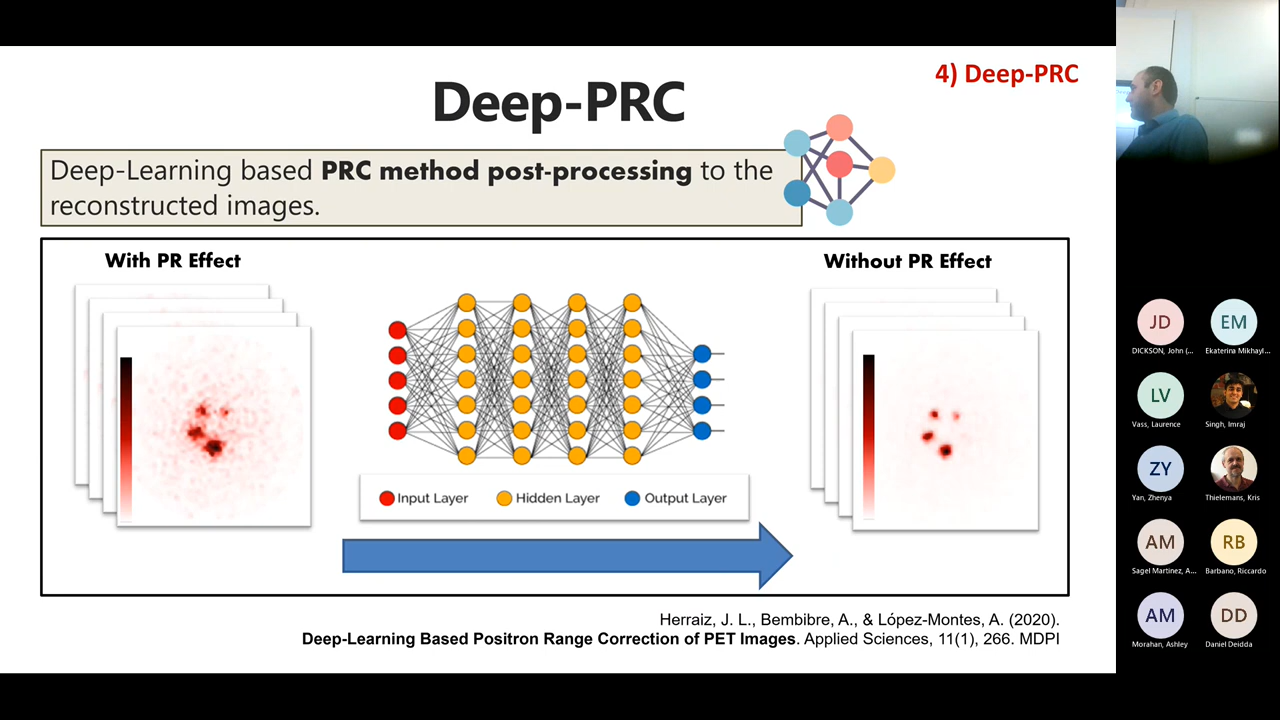 4) Deep-PRC
Deep-PRC
Deep-Learning based PRC method post-processing to the
reconstructed images.
With PR Effect
Without PR Effect
Input Layer
Hidden Layer
Output Layer
Herraiz, J. L., Bembibre, A., & López-Montes, A. (2020).
Deep-Learning Based Positron Range Correction of PET Images. Applied Sciences, 11(1), 266. MDPI
JD
DICKSON, John (...
EM
Ekaterina Mikhayl...
LV
Vass, Laurence
Singh, Imraj
ZY
Yan, Zhenya
Thielemans, Kris
AM
Sagel Martinez, A...
RB
Barbano, Riccardo
AM
Morahan, Ashley
DD
Daniel Deidda